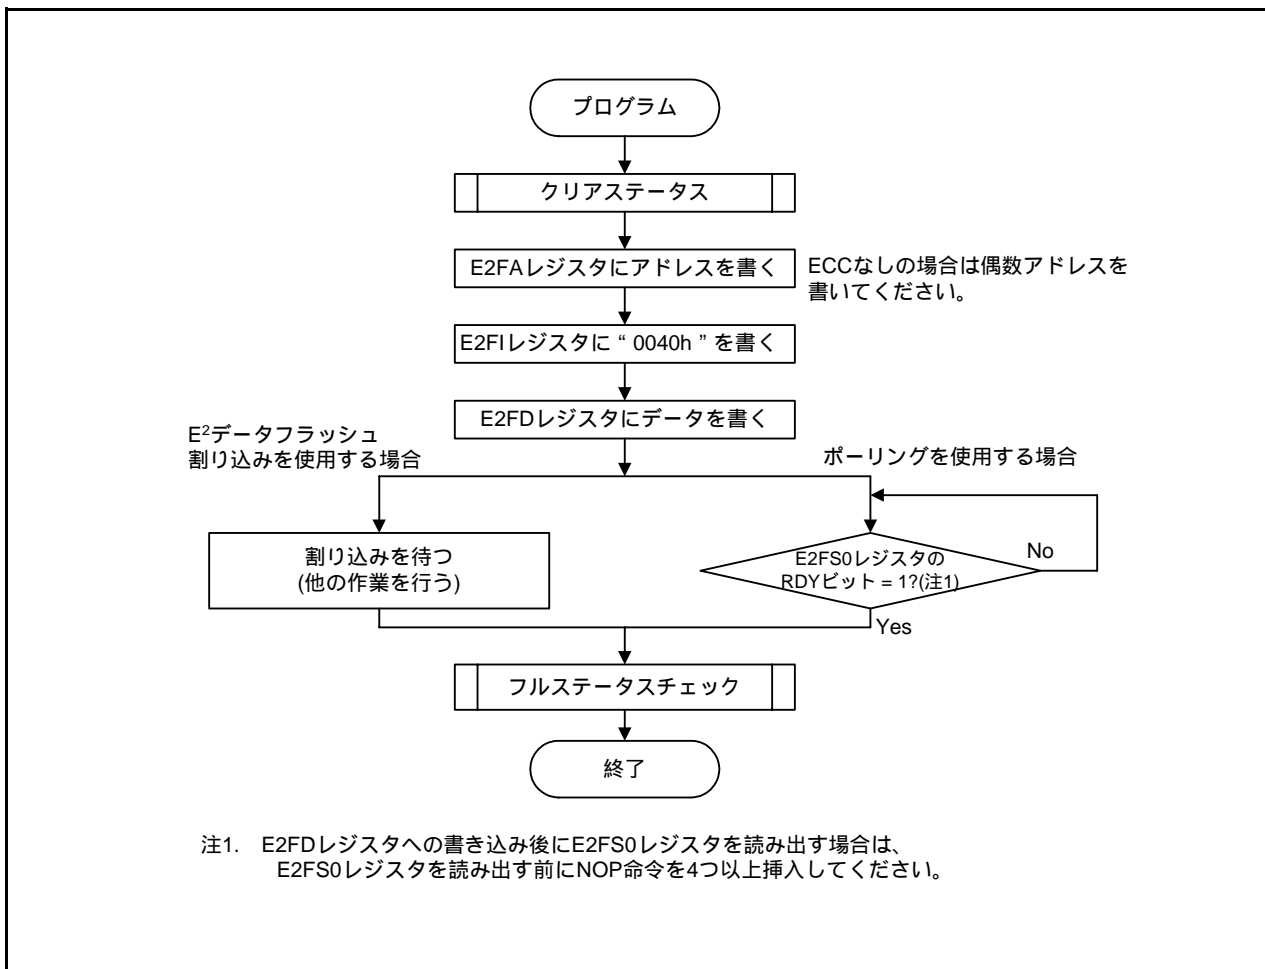 プログラム
クリアステータス
E2FAレジスタにアドレスを書く
ECCなしの場合は偶数アドレスを
書いてください。
E2FIレジスタに“0040h”を書く
E2FDレジスタにデータを書く
E²データフラッシュ
割り込みを使用する場合
ポーリングを使用する場合
割り込みを待つ
(他の作業を行う)
E2FS0レジスタの
RDYビット = 1?(注1)
No
Yes
フルステータスチェック
終了
注1. E2FDレジスタへの書き込み後にE2FS0レジスタを読み出す場合は、
E2FS0レジスタを読み出す前にNOP命令を4つ以上挿入してください。